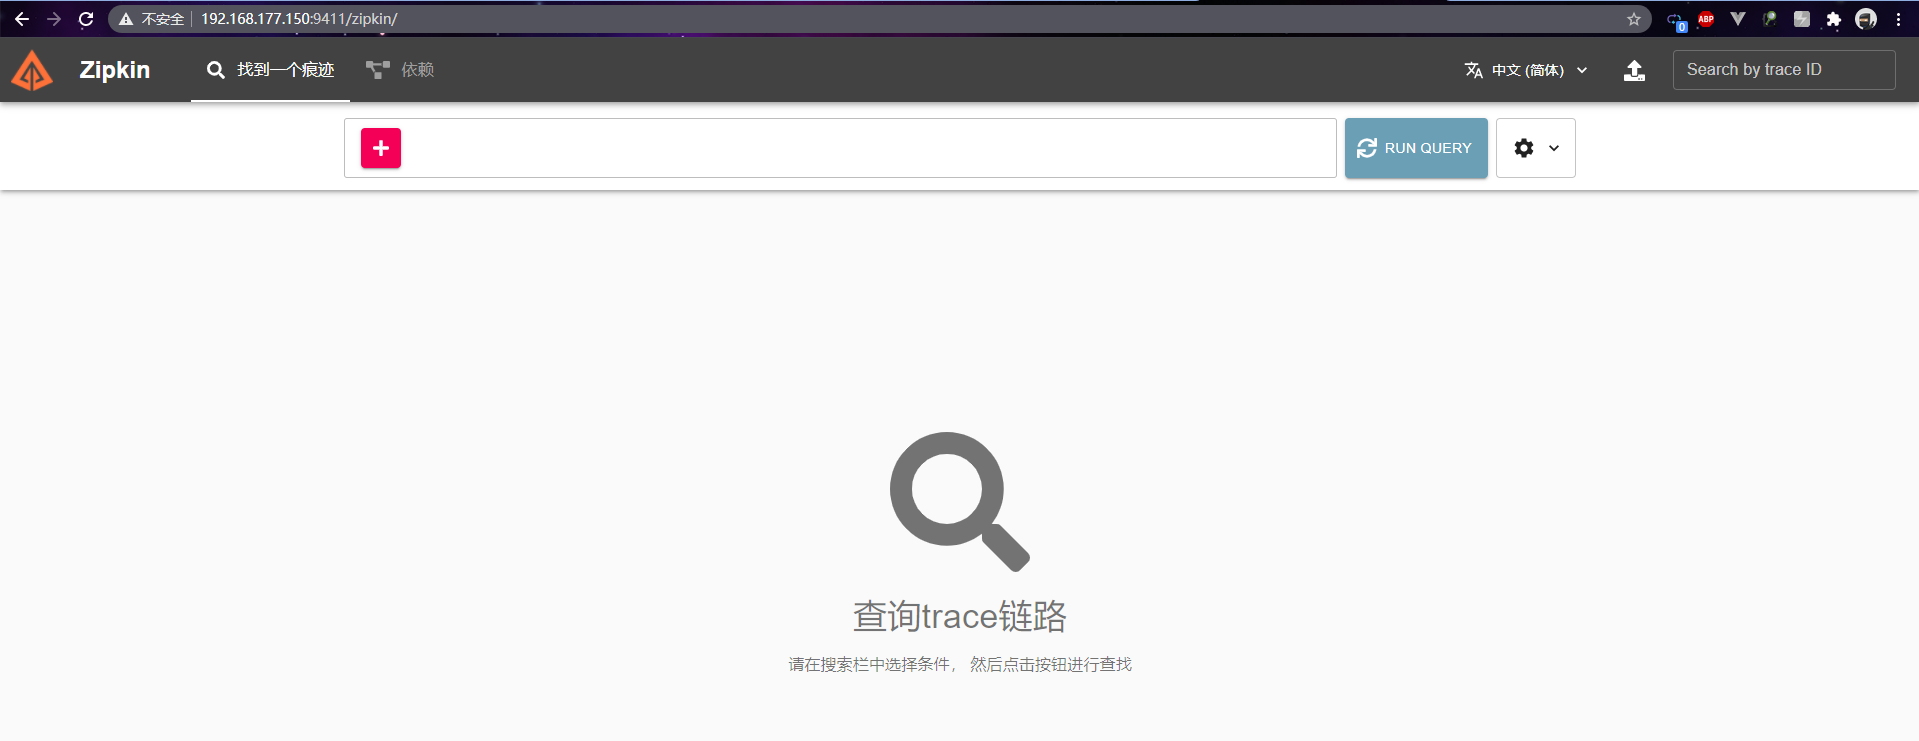 不安全 192.168.177.150:9411/zipkin/
0
ABP
Zipkin 找到一个痕迹 依赖 中文 (简体) Search by trace ID
RUN QUERY
查询trace链路
请在搜索栏中选择条件， 然后点击按钮进行查找